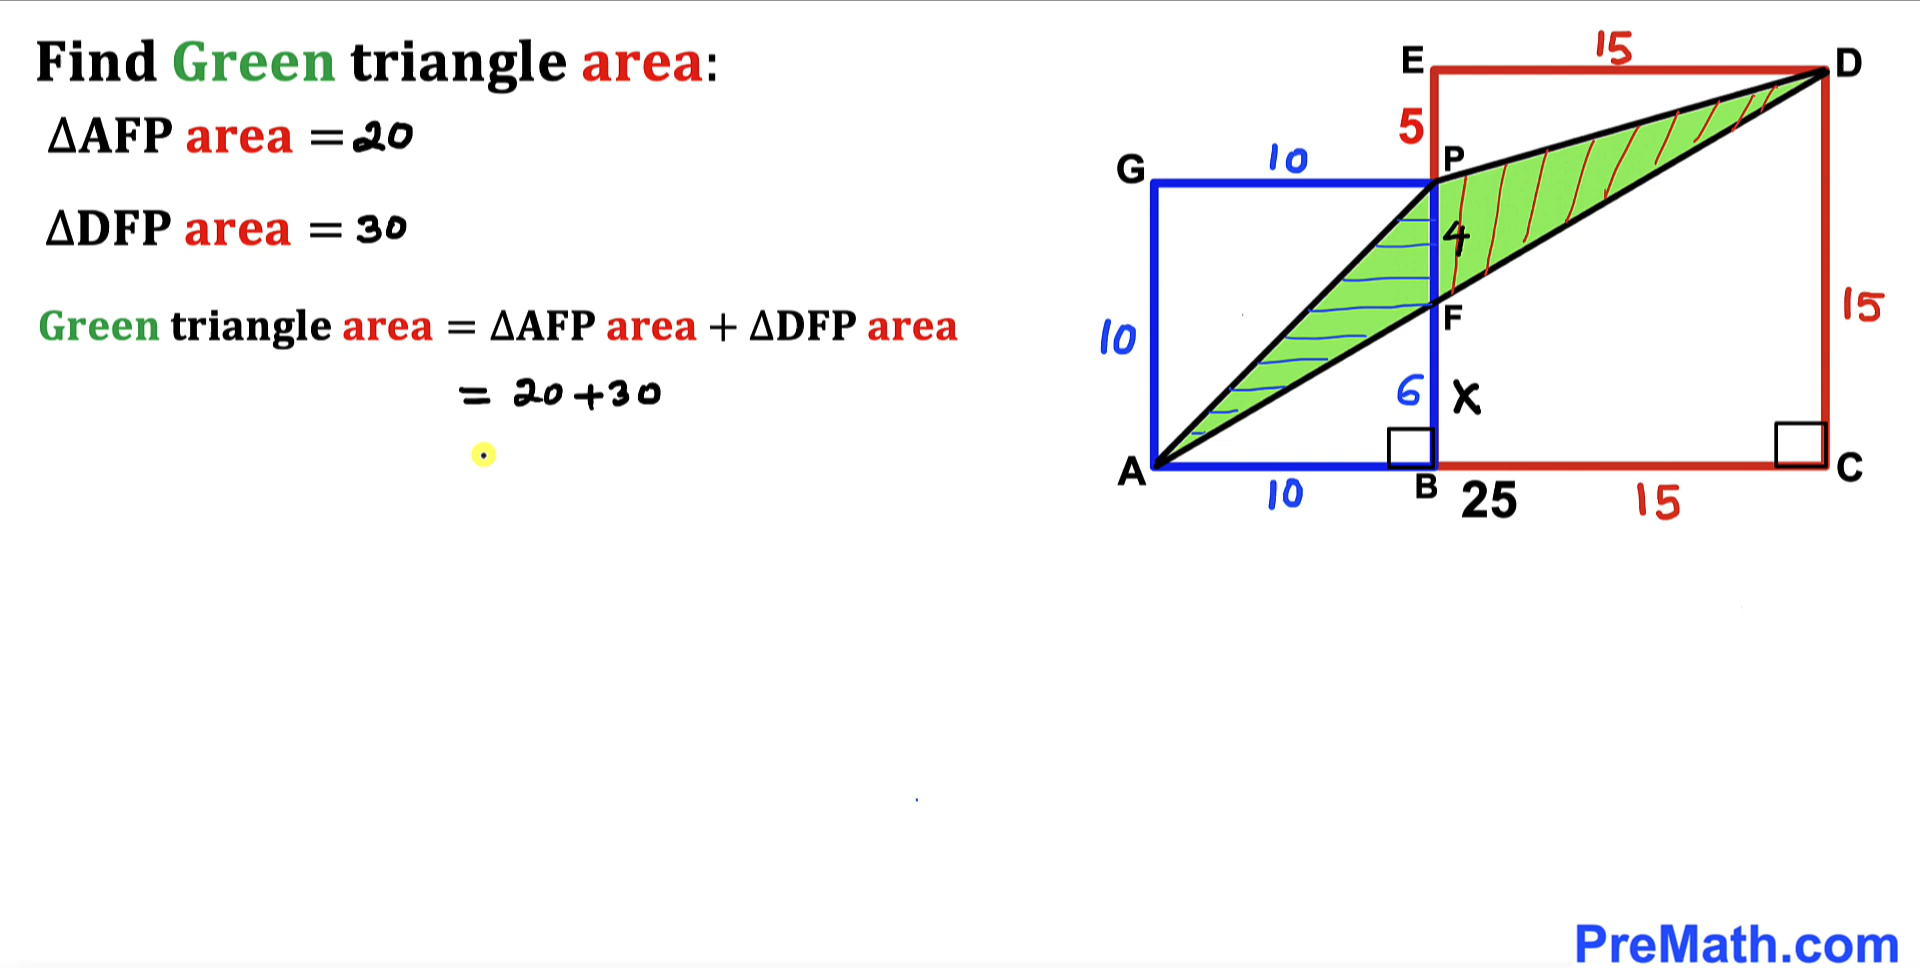 Find Green triangle area:
ΔAFP area = 20
ΔDFP area = 30
Green triangle area = ΔAFP area + ΔDFP area
= 20 + 30
E
15
D
5
G
10
P
4
10
F
15
6
x
A
10
B
25
15
C
PreMath.com